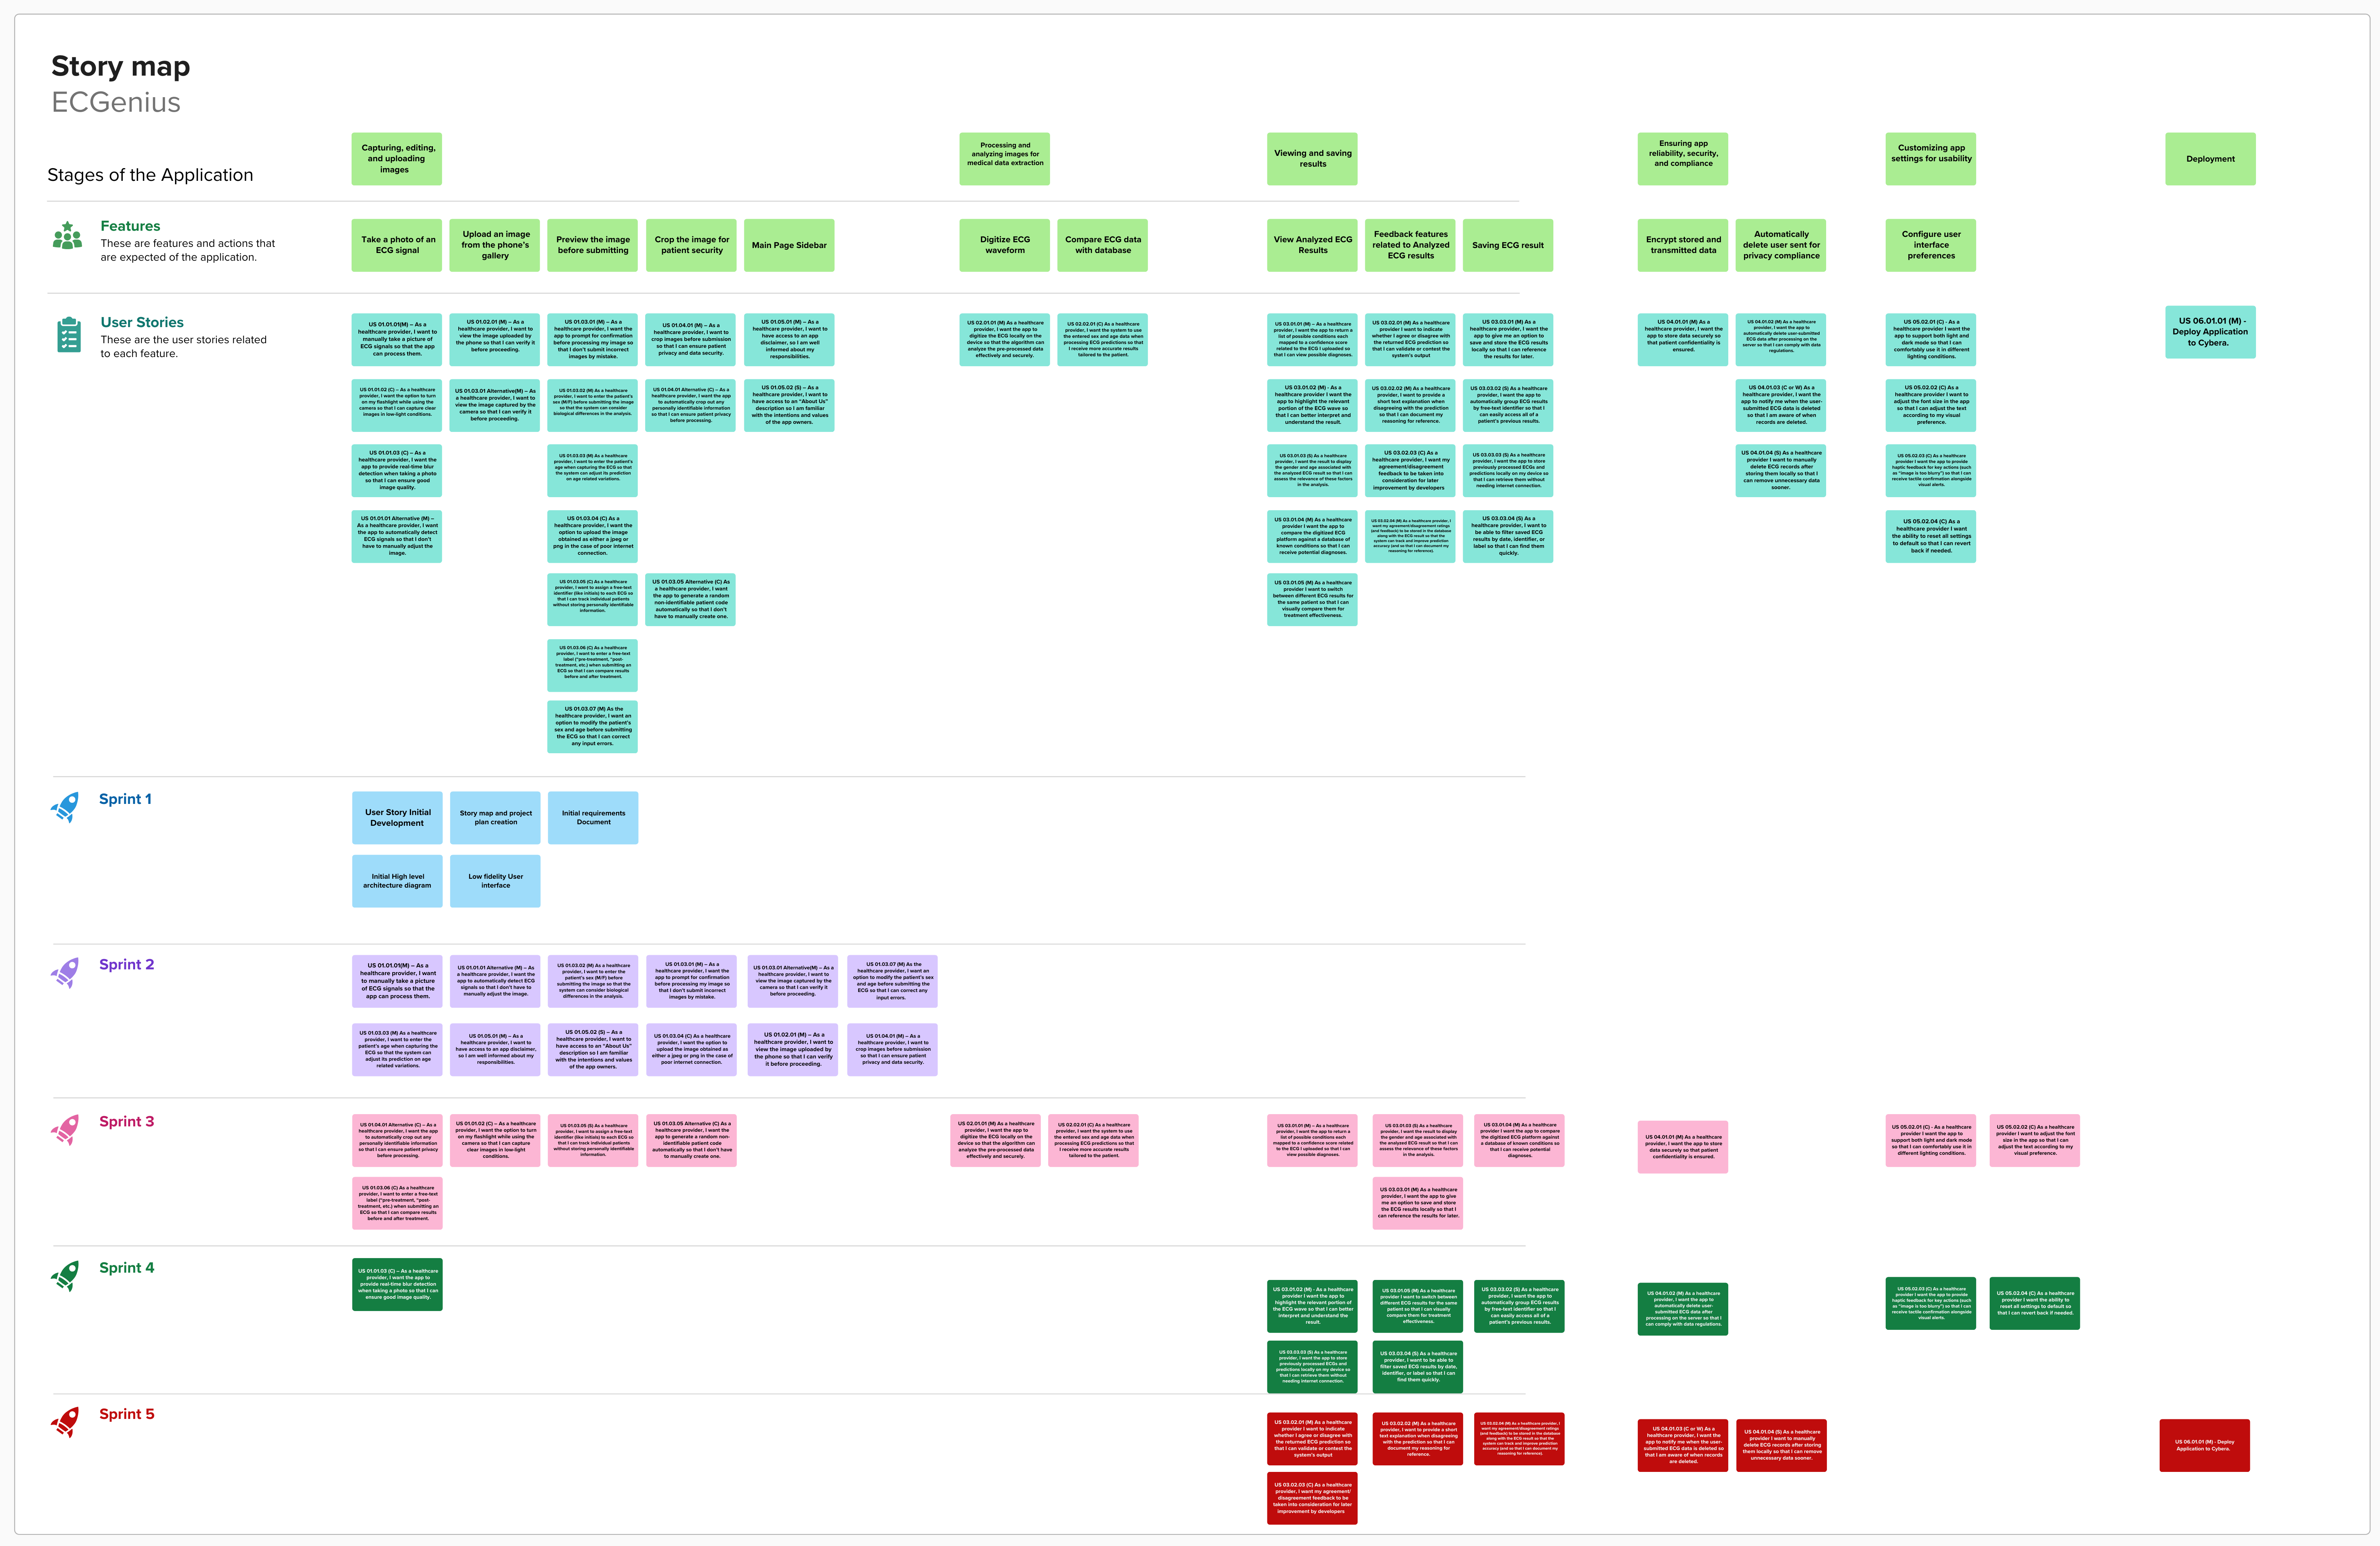 Story map
ECGenius
Stages of the Application
Capturing, editing,
and uploading
images
Processing and
analyzing images for
medical data extraction
Viewing and saving
results
Ensuring app
reliability, security,
and compliance
Customizing app
settings for usability
Deployment
Features
These are features and actions that
are expected of the application.
Take a photo of an
ECG signal
Upload an image
from the phone's
gallery
Preview the image
before submitting
Crop the image for
patient security
Main Page Sidebar
Digitize ECG
waveform
Compare ECG data
with database
View Analyzed ECG
Results
Feedback features
related to Analyzed
ECG results
Saving ECG result
Encrypt stored and
transmitted data
Automatically
delete user sent for
privacy compliance
Configure user
interface
preferences
User Stories
These are the user stories related
to each feature.
US 01.01.01(M) – As a
healthcare provider, I want to
manually take a picture of
ECG signals so that the app
can process them.
US 01.02.01 (M) – As a
healthcare provider, I want to
view the image uploaded by
the phone so that I can verify it
before proceeding.
US 01.03.01 (M) – As a
healthcare provider, I want the
app to prompt for confirmation
before processing my image so
that I don't submit incorrect
images by mistake.
US 01.04.01 (M) – As a
healthcare provider, I want to
crop images before submission
so that I can ensure patient
privacy and data security.
US 01.05.01 (M) – As a
healthcare provider, I want to
have access to an app
disclaimer, so I am well
informed about my
responsibilities.
US 02.01.01 (M) As a healthcare
provider, I want the app to
digitize the ECG locally on the
device so that the algorithm can
analyze the pre-processed data
effectively and securely.
US 02.02.01 (C) As a healthcare
provider, I want the system to use
the entered sex and age data when
processing ECG predictions so that
I receive more accurate results
tailored to the patient.
US 03.01.01 (M) – As a healthcare
provider, I want the app to return a
list of possible conditions each
mapped to a confidence score
related to the ECG I uploaded so
that I can view possible diagnoses.
US 03.02.01 (M) As a healthcare
provider I want to indicate
whether I agree or disagree with
the returned ECG prediction so
that I can validate or contest the
system's output
US 03.03.01 (M) As a
healthcare provider, I want the
app to give me an option to
save and store the ECG results
locally so that I can reference
the results for later.
US 04.01.01 (M) As a
healthcare provider, I want the
app to store data securely so
that patient confidentiality is
ensured.
US 04.01.02 (M) As a healthcare
provider, I want the app to
automatically delete user-submitted
ECG data after processing on the
server so that I can comply with data
regulations.
US 05.02.01 (C) - As a
healthcare provider I want the
app to support both light and
dark mode so that I can
comfortably use it in different
lighting conditions.
US 06.01.01 (M) -
Deploy Application
to Cybera.
US 01.01.02 (C) – As a healthcare
provider, I want the option to turn
on my flashlight while using the
camera so that I can capture clear
images in low-light conditions.
US 01.03.01 Alternative(M) – As
a healthcare provider, I want to
view the image captured by the
camera so that I can verify it
before proceeding.
US 01.03.02 (M) As a healthcare
provider, I want to enter the patient's
sex (M/F) before submitting the image
so that the system can consider
biological differences in the analysis.
US 01.04.01 Alternative (C) – As a
healthcare provider, I want the app
to automatically crop out any
personally identifiable information
so that I can ensure patient privacy
before processing.
US 01.05.02 (S) – As a
healthcare provider, I want to
have access to an "About Us"
description so I am familiar
with the intentions and values
of the app owners.
US 03.01.02 (M) - As a
healthcare provider I want the
app to highlight the relevant
portion of the ECG wave so
that I can better interpret and
understand the result.
US 03.02.02 (M) As a healthcare
provider, I want to provide a
short text explanation when
disagreeing with the prediction
so that I can document my
reasoning for reference.
US 03.03.02 (S) As a healthcare
provider, I want the app to
automatically group ECG results
by free-text identifier so that I
can easily access all of a
patient's previous results.
US 04.01.03 (C or W) As a
healthcare provider, I want the
app to notify me when the user-
submitted ECG data is deleted
so that I am aware of when
records are deleted.
US 05.02.02 (C) As a
healthcare provider I want to
adjust the font size in the app
so that I can adjust the text
according to my visual
preference.
US 01.01.03 (C) – As a
healthcare provider, I want the
app to provide real-time blur
detection when taking a photo
so that I can ensure good
image quality.
US 01.03.03 (M) As a healthcare
provider, I want to enter the patient's
age when capturing the ECG so that
the system can adjust its prediction
on age related variations.
US 03.01.03 (S) As a healthcare
provider, I want the result to display
the gender and age associated with
the analyzed ECG result so that I can
assess the relevance of these factors
in the analysis.
US 03.02.03 (C) As a
healthcare provider, I want my
agreement/disagreement
feedback to be taken into
consideration for later
improvement by developers
US 03.03.03 (S) As a healthcare
provider, I want the app to store
previously processed ECGs and
predictions locally on my device so
that I can retrieve them without
needing internet connection.
US 04.01.04 (S) As a healthcare
provider I want to manually
delete ECG records after
storing them locally so that I
can remove unnecessary data
sooner.
US 05.02.03 (C) As a healthcare
provider I want the app to provide
haptic feedback for key actions (such
as "image is too blurry") so that I can
receive tactile confirmation alongside
visual alerts.
US 01.01.01 Alternative (M) –
As a healthcare provider, I want
the app to automatically detect
ECG signals so that I don't
have to manually adjust the
image.
US 01.03.04 (C) As a
healthcare provider, I want the
option to upload the image
obtained as either a jpeg or
png in the case of poor internet
connection.
US 03.01.04 (M) As a healthcare
provider I want the app to
compare the digitized ECG
platform against a database of
known conditions so that I can
receive potential diagnoses.
US 03.02.04 (M) As a healthcare provider, I
want my agreement/disagreement ratings
(and feedback) to be stored in the database
along with the ECG result so that the
system can track and improve prediction
accuracy (and so that I can document my
reasoning for reference).
US 03.03.04 (S) As a
healthcare provider, I want to
be able to filter saved ECG
results by date, identifier, or
label so that I can find them
quickly.
US 05.02.04 (C) As a
healthcare provider I want
the ability to reset all settings
to default so that I can revert
back if needed.
US 01.03.05 (C) As a healthcare
provider, I want to assign a free-text
identifier (like initials) to each ECG so
that I can track individual patients
without storing personally identifiable
information.
US 01.03.05 Alternative (C) As
a healthcare provider, I want
the app to generate a random
non-identifiable patient code
automatically so that I don't
have to manually create one.
US 03.01.05 (M) As a healthcare
provider I want to switch
between different ECG results for
the same patient so that I can
visually compare them for
treatment effectiveness.
US 01.03.06 (C) As a healthcare
provider, I want to enter a free-text
label ("pre-treatment, "post-
treatment, etc.) when submitting an
ECG so that I can compare results
before and after treatment.
US 01.03.07 (M) As the
healthcare provider, I want an
option to modify the patient's
sex and age before submitting
the ECG so that I can correct
any input errors.
Sprint 1
User Story Initial
Development
Story map and project
plan creation
Initial requirements
Document
Initial High level
architecture diagram
Low fidelity User
interface
Sprint 2
US 01.01.01(M) – As a
healthcare provider, I want
to manually take a picture
of ECG signals so that the
app can process them.
US 01.01.01 Alternative (M) – As
a healthcare provider, I want the
app to automatically detect ECG
signals so that I don't have to
manually adjust the image.
US 01.03.02 (M) As a healthcare
provider, I want to enter the
patient's sex (M/F) before
submitting the image so that the
system can consider biological
differences in the analysis.
US 01.03.01 (M) – As a
healthcare provider, I want the
app to prompt for confirmation
before processing my image so
that I don't submit incorrect
images by mistake.
US 01.03.01 Alternative(M) – As a
healthcare provider, I want to
view the image captured by the
camera so that I can verify it
before proceeding.
US 01.03.07 (M) As the
healthcare provider, I want an
option to modify the patient's sex
and age before submitting the
ECG so that I can correct any
input errors.
US 01.03.03 (M) As a healthcare
provider, I want to enter the
patient's age when capturing the
ECG so that the system can
adjust its prediction on age
related variations.
US 01.05.01 (M) – As a
healthcare provider, I want to
have access to an app disclaimer,
so I am well informed about my
responsibilities.
US 01.05.02 (S) – As a
healthcare provider, I want to
have access to an "About Us"
description so I am familiar
with the intentions and values
of the app owners.
US 01.03.04 (C) As a healthcare
provider, I want the option to
upload the image obtained as
either a jpeg or png in the case of
poor internet connection.
US 01.02.01 (M) – As a
healthcare provider, I want to
view the image uploaded by
the phone so that I can verify
it before proceeding.
US 01.04.01 (M) – As a
healthcare provider, I want to
crop images before submission
so that I can ensure patient
privacy and data security.
Sprint 3
US 01.04.01 Alternative (C) – As a
healthcare provider, I want the app
to automatically crop out any
personally identifiable information
so that I can ensure patient privacy
before processing.
US 01.01.02 (C) – As a healthcare
provider, I want the option to turn
on my flashlight while using the
camera so that I can capture
clear images in low-light
conditions.
US 01.03.05 (S) As a healthcare
provider, I want to assign a free-text
identifier (like initials) to each ECG so
that I can track individual patients
without storing personally identifiable
information.
US 01.03.05 Alternative (C) As a
healthcare provider, I want the
app to generate a random non-
identifiable patient code
automatically so that I don't have
to manually create one.
US 02.01.01 (M) As a healthcare
provider, I want the app to
digitize the ECG locally on the
device so that the algorithm can
analyze the pre-processed data
effectively and securely.
US 02.02.01 (C) As a healthcare
provider, I want the system to use
the entered sex and age data when
processing ECG predictions so that
I receive more accurate results
tailored to the patient.
US 03.01.01 (M) – As a healthcare
provider, I want the app to return a
list of possible conditions each
mapped to a confidence score related
to the ECG I uploaded so that I can
view possible diagnoses.
US 03.01.03 (S) As a healthcare
provider, I want the result to display
the gender and age associated with
the analyzed ECG result so that I can
assess the relevance of these factors
in the analysis.
US 03.01.04 (M) As a healthcare
provider I want the app to compare
the digitized ECG platform against
a database of known conditions so
that I can receive potential
diagnoses.
US 04.01.01 (M) As a healthcare
provider, I want the app to store
data securely so that patient
confidentiality is ensured.
US 05.02.01 (C) - As a healthcare
provider I want the app to
support both light and dark mode
so that I can comfortably use it in
different lighting conditions.
US 05.02.02 (C) As a healthcare
provider I want to adjust the font
size in the app so that I can
adjust the text according to my
visual preference.
US 01.03.06 (C) As a healthcare
provider, I want to enter a free-text
label ("pre-treatment, "post-
treatment, etc.) when submitting an
ECG so that I can compare results
before and after treatment.
US 03.03.01 (M) As a healthcare
provider, I want the app to give
me an option to save and store
the ECG results locally so that I
can reference the results for later.
Sprint 4
US 01.01.03 (C) – As a healthcare
provider, I want the app to
provide real-time blur detection
when taking a photo so that I can
ensure good image quality.
US 03.01.02 (M) - As a healthcare
provider I want the app to
highlight the relevant portion of
the ECG wave so that I can better
interpret and understand the
result.
US 03.01.05 (M) As a healthcare
provider I want to switch between
different ECG results for the same
patient so that I can visually
compare them for treatment
effectiveness.
US 03.03.02 (S) As a healthcare
provider, I want the app to
automatically group ECG results
by free-text identifier so that I
can easily access all of a
patient's previous results.
US 04.01.02 (M) As a healthcare
provider, I want the app to
automatically delete user-
submitted ECG data after
processing on the server so that I
can comply with data regulations.
US 05.02.03 (C) As a healthcare
provider I want the app to provide
haptic feedback for key actions (such
as "image is too blurry") so that I can
receive tactile confirmation alongside
visual alerts.
US 05.02.04 (C) As a healthcare
provider I want the ability to
reset all settings to default so
that I can revert back if needed.
US 03.03.03 (S) As a healthcare
provider, I want the app to store
previously processed ECGs and
predictions locally on my device so
that I can retrieve them without
needing internet connection.
US 03.03.04 (S) As a healthcare
provider, I want to be able to
filter saved ECG results by date,
identifier, or label so that I can
find them quickly.
Sprint 5
US 03.02.01 (M) As a healthcare
provider I want to indicate
whether I agree or disagree with
the returned ECG prediction so
that I can validate or contest the
system's output
US 03.02.02 (M) As a healthcare
provider, I want to provide a short
text explanation when disagreeing
with the prediction so that I can
document my reasoning for
reference.
US 03.02.04 (M) As a healthcare provider, I
want my agreement/disagreement ratings
(and feedback) to be stored in the database
along with the ECG result so that the
system can track and improve prediction
accuracy (and so that I can document my
reasoning for reference).
US 04.01.03 (C or W) As a
healthcare provider, I want the
app to notify me when the user-
submitted ECG data is deleted so
that I am aware of when records
are deleted.
US 04.01.04 (S) As a healthcare
provider I want to manually
delete ECG records after storing
them locally so that I can remove
unnecessary data sooner.
US 06.01.01 (M) - Deploy
Application to Cybera.
US 03.02.03 (C) As a healthcare
provider, I want my agreement/
disagreement feedback to be
taken into consideration for later
improvement by developers